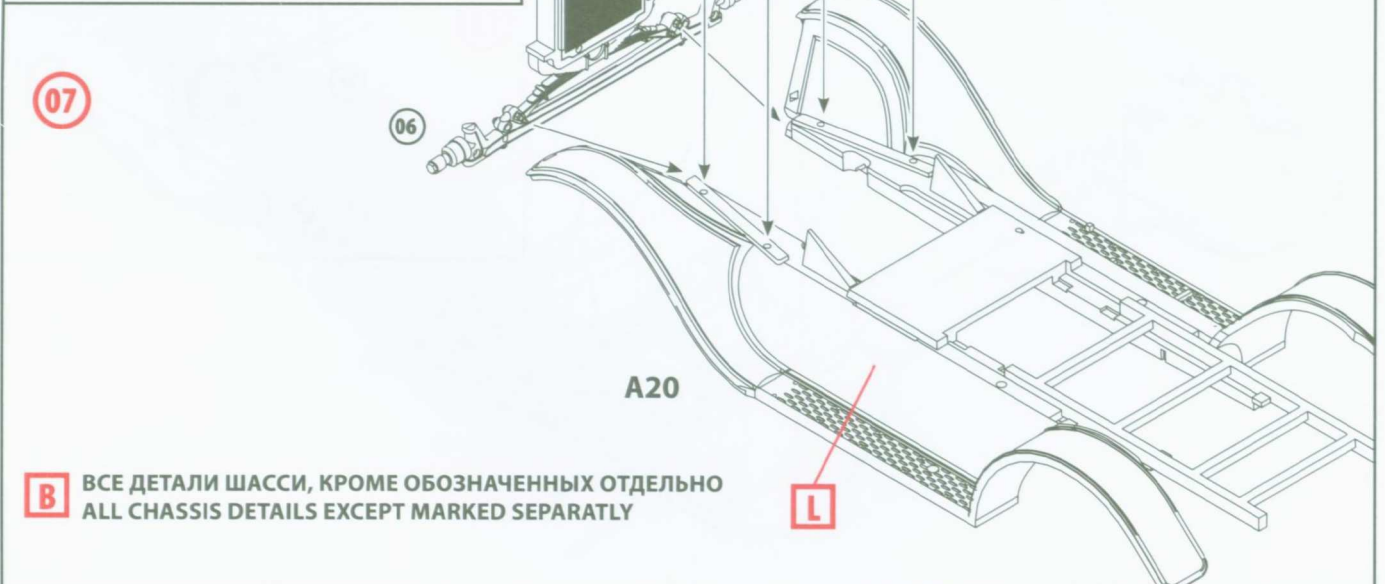 07
06
A20
B ВСЕ ДЕТАЛИ ШАССИ, КРОМЕ ОБОЗНАЧЕННЫХ ОТДЕЛЬНО
ALL CHASSIS DETAILS EXCEPT MARKED SEPARATLY
L